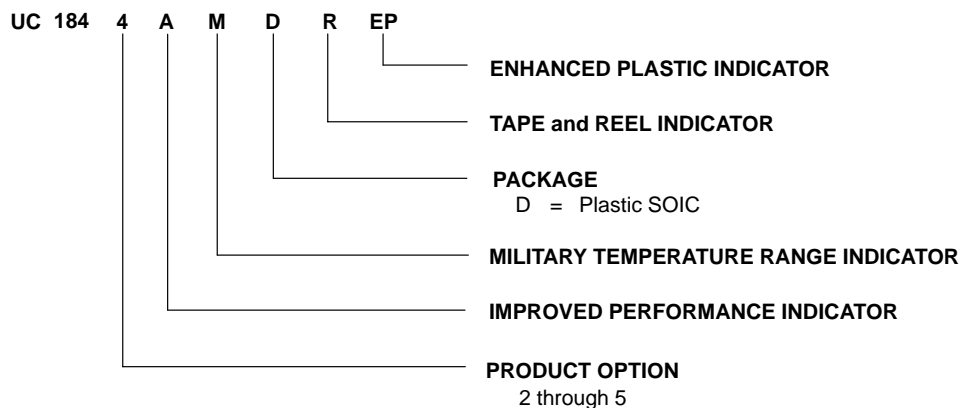 UC 184 4 A M D R EP
ENHANCED PLASTIC INDICATOR
TAPE and REEL INDICATOR
PACKAGE
D = Plastic SOIC
MILITARY TEMPERATURE RANGE INDICATOR
IMPROVED PERFORMANCE INDICATOR
PRODUCT OPTION
2 through 5